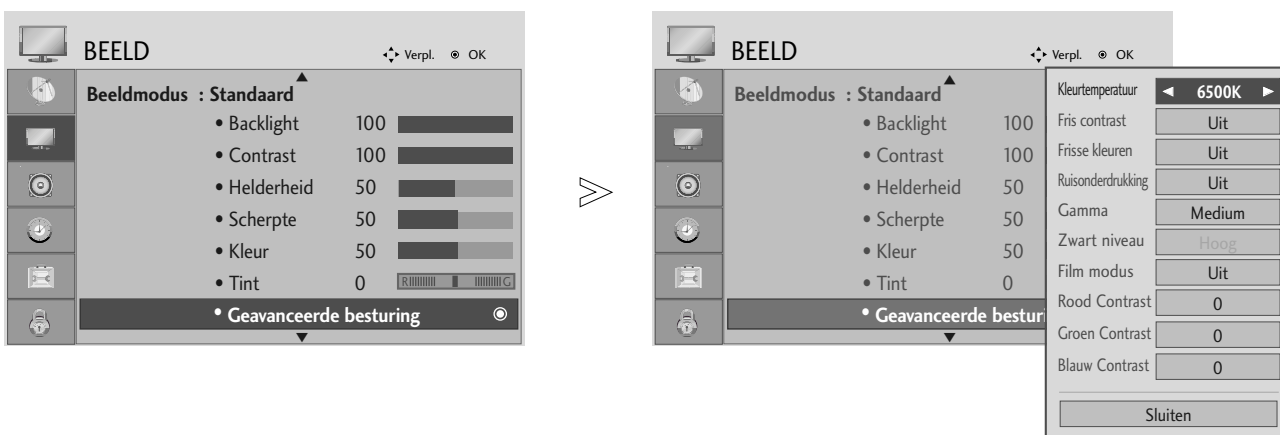 BEELD
Verpl. OK
Beeldmodus : Standaard
• Backlight 100
• Contrast 100
• Helderheid 50
• Scherpte 50
• Kleur 50
• Tint 0 R G
• Geavanceerde besturing
BEELD
Verpl. OK
Beeldmodus : Standaard
• Backlight 100
• Contrast 100
• Helderheid 50
• Scherpte 50
• Kleur 50
• Tint 0
• Geavanceerde bestur
Kleurtemperatuur 6500K
Fris contrast Uit
Frisse kleuren Uit
Ruisonderdrukking Uit
Gamma Medium
Zwart niveau Hoog
Film modus Uit
Rood Contrast 0
Groen Contrast 0
Blauw Contrast 0
Sluiten